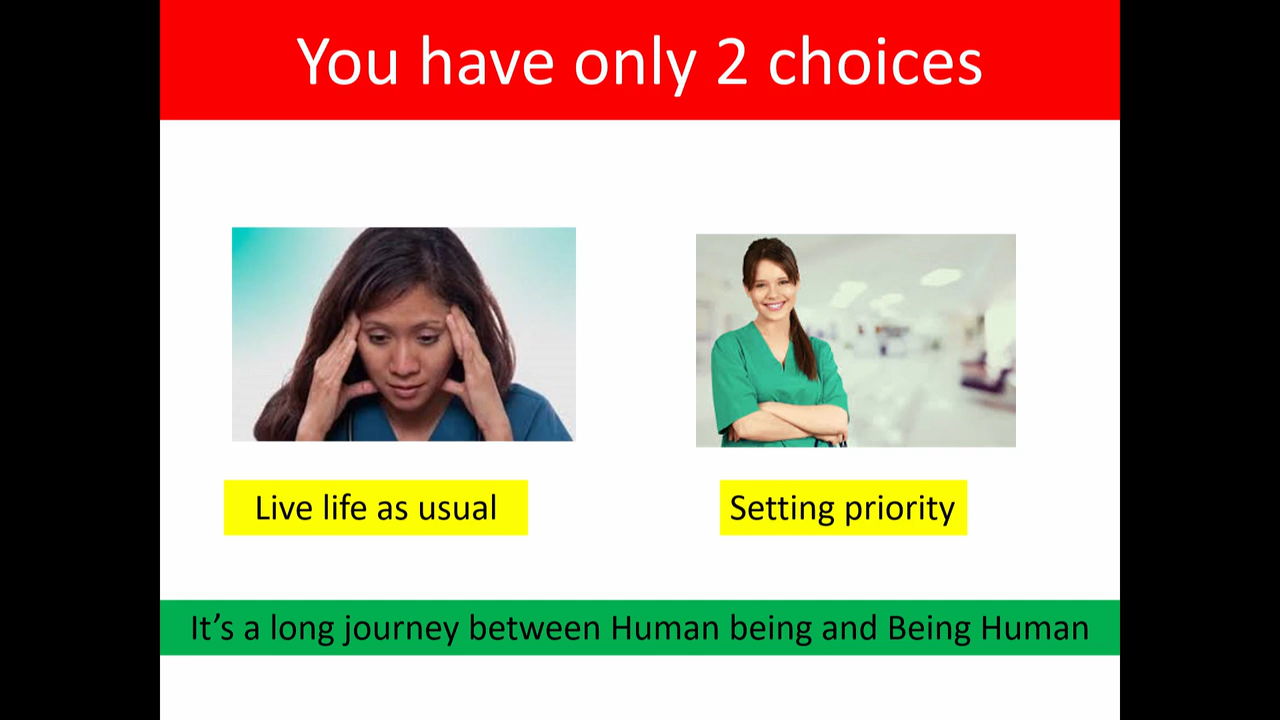 You have only 2 choices
Live life as usual
Setting priority
It’s a long journey between Human being and Being Human